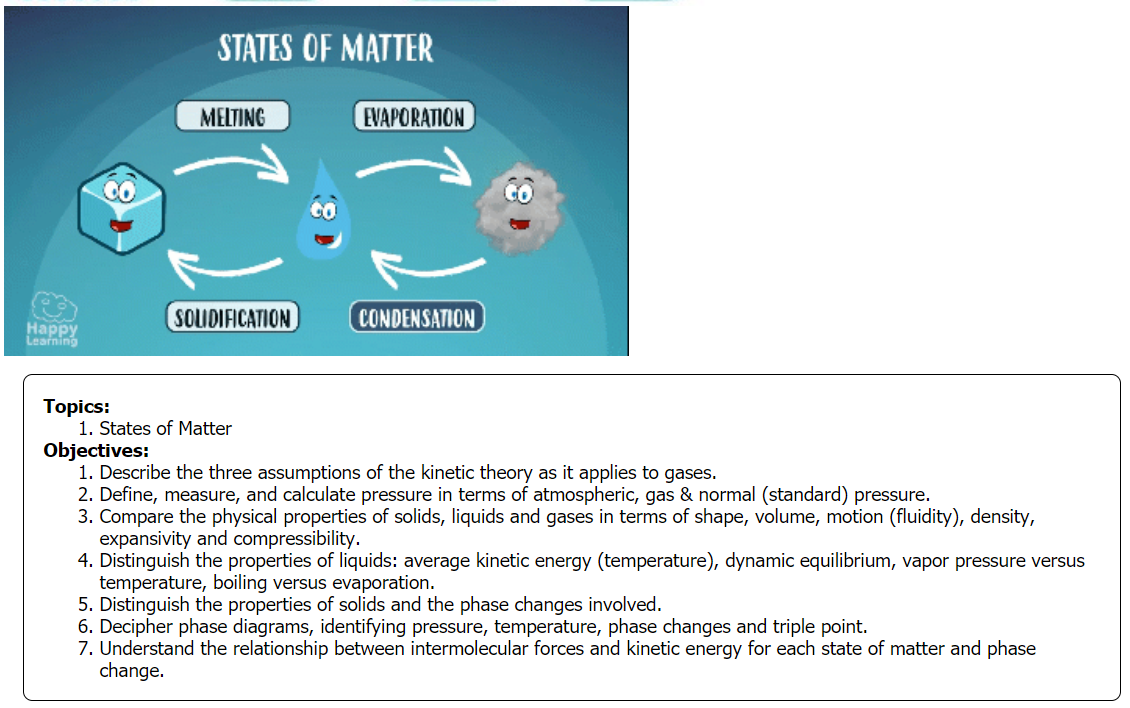 STATES OF MATTER
MELTING
EVAPORATION
SOLIDIFICATION
CONDENSATION
Happy
Learning
Topics:
1. States of Matter
Objectives:
1. Describe the three assumptions of the kinetic theory as it applies to gases.
2. Define, measure, and calculate pressure in terms of atmospheric, gas & normal (standard) pressure.
3. Compare the physical properties of solids, liquids and gases in terms of shape, volume, motion (fluidity), density,
expansivity and compressibility.
4. Distinguish the properties of liquids: average kinetic energy (temperature), dynamic equilibrium, vapor pressure versus
temperature, boiling versus evaporation.
5. Distinguish the properties of solids and the phase changes involved.
6. Decipher phase diagrams, identifying pressure, temperature, phase changes and triple point.
7. Understand the relationship between intermolecular forces and kinetic energy for each state of matter and phase
change.